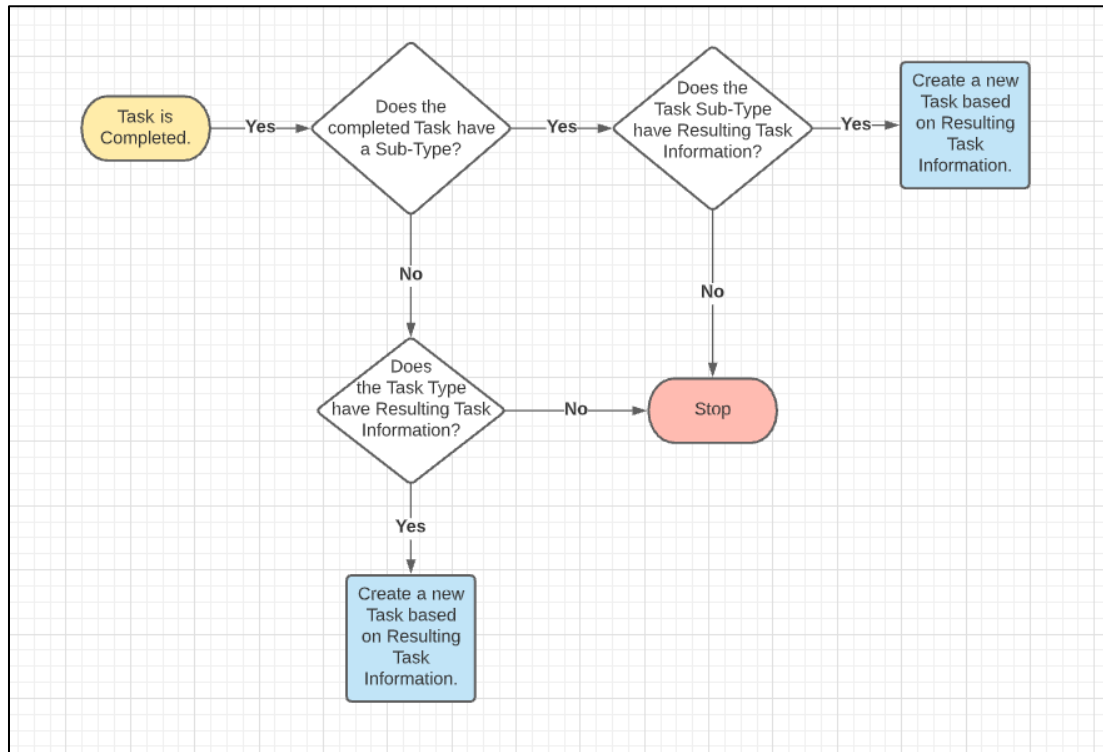 Task is
Completed.
Yes
Does the
completed Task have
a Sub-Type?
Yes
Does the
Task Sub-Type
have Resulting Task
Information?
Yes
Create a new
Task based
on Resulting
Task
Information.
No
No
Does
the Task Type
have Resulting Task
Information?
No
Stop
Yes
Create a new
Task based
on Resulting
Task
Information.